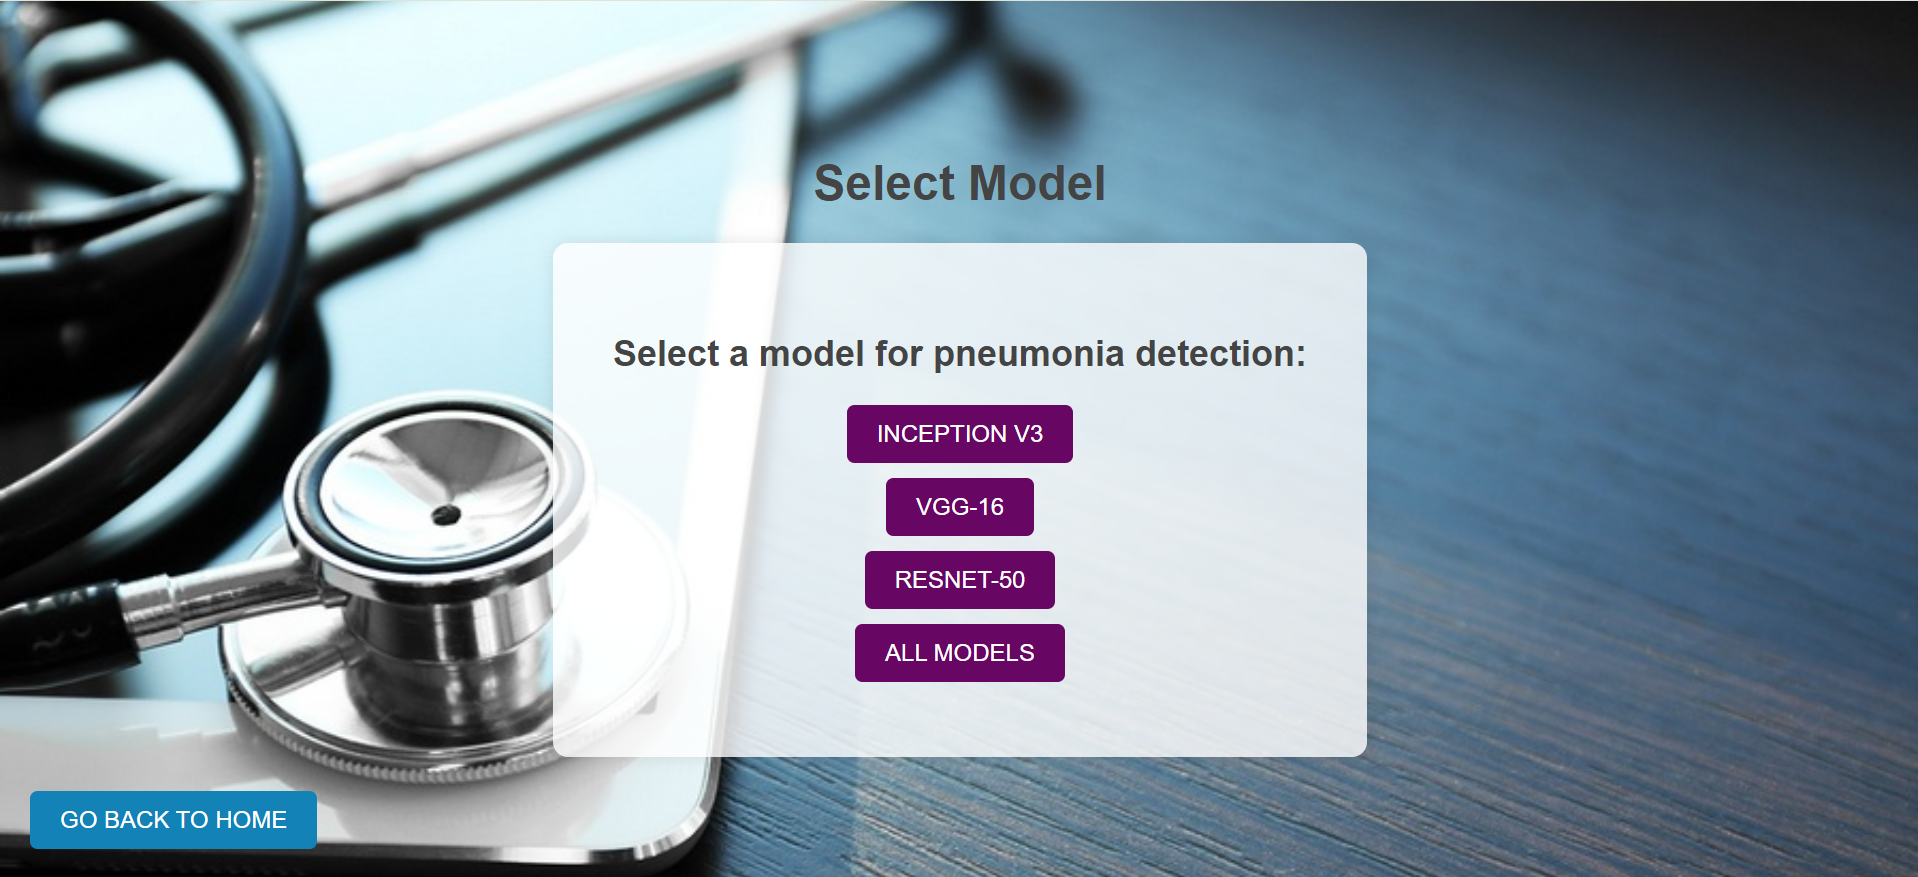 Select Model
Select a model for pneumonia detection:
INCEPTION V3
VGG-16
RESNET-50
ALL MODELS
GO BACK TO HOME